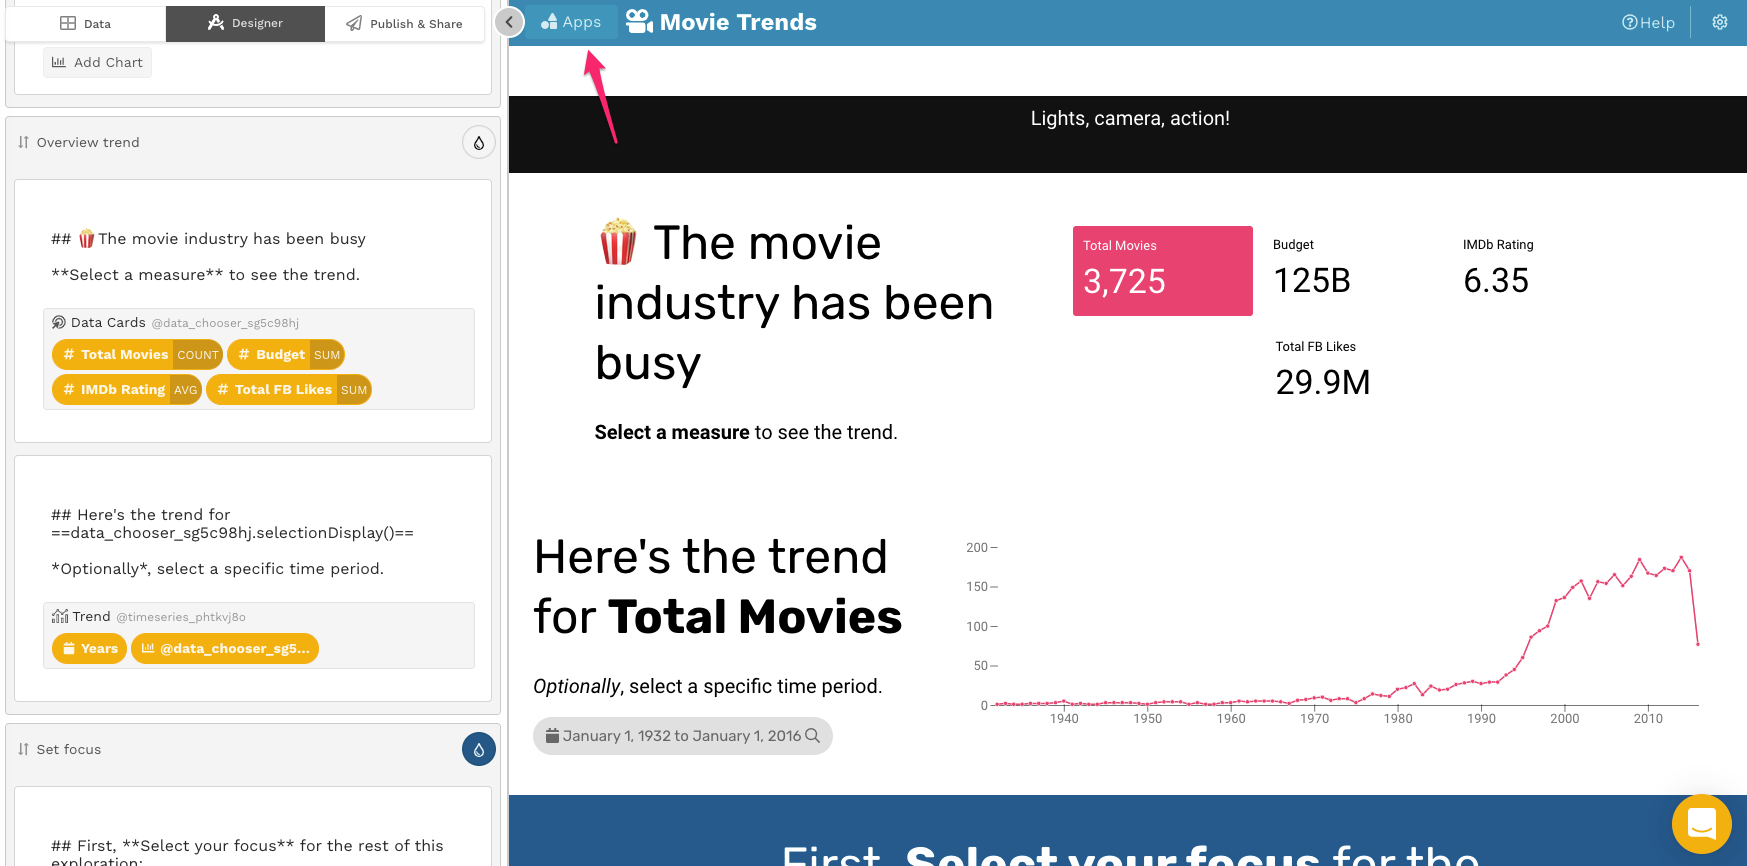 Data
Designer
Publish & Share
Add Chart
Overview trend
## 🍿The movie industry has been busy
**Select a measure** to see the trend.
Data Cards @data_chooser_sg5c98hj
# Total Movies COUNT # Budget SUM
# IMDb Rating AVG # Total FB Likes SUM
## Here's the trend for
==data_chooser_sg5c98hj.selectionDisplay()==
*Optionally*, select a specific time period.
Trend @timeseries_phtkvj8o
Years @data_chooser_sg5...
Set focus
## First, **Select your focus** for the rest of this
exploration:
Apps
Movie Trends
Help
Lights, camera, action!
🍿 The movie
industry has been
busy
Select a measure to see the trend.
Total Movies
3,725
Budget
125B
IMDb Rating
6.35
Total FB Likes
29.9M
Here's the trend
for Total Movies
Optionally, select a specific time period.
January 1, 1932 to January 1, 2016
200
150
100
50
0
1940 1950 1960 1970 1980 1990 2000 2010
First, Select your focus for the